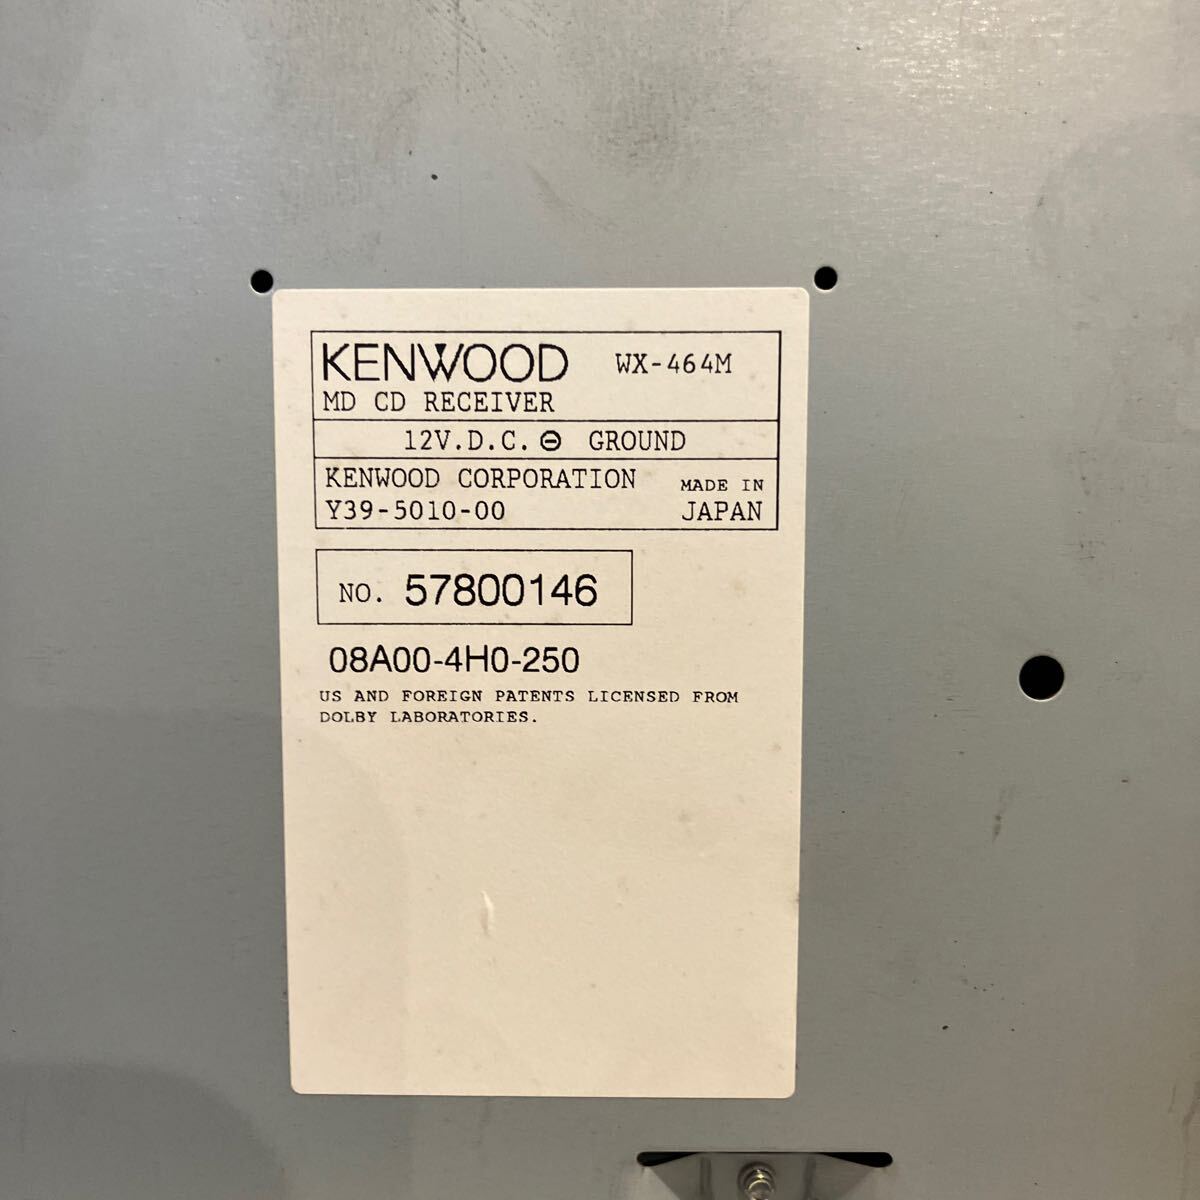 KENWOOD WX-464M
MD CD RECEIVER
12V.D.C. ⊖ GROUND
KENWOOD CORPORATION MADE IN
Y39-5010-00 JAPAN
NO. 57800146
08A00-4H0-250
US AND FOREIGN PATENTS LICENSED FROM
DOLBY LABORATORIES.